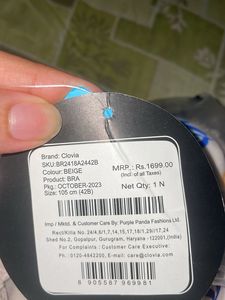 Brand: Clovia
SKU:BR2418A2442B
Colour: BEIGE
Product: BRA
Pkg.:OCTOBER-2023
Size: 105 cm (42B)
MRP.: Rs.1699.00
(Incl. of all Taxes)
Net Qty: 1 N
Imp / Mktd. & Customer Care By: Purple Panda Fashions Ltd.
Rect/Killa No. 24/4,8/1,7,14,15,17,18/1,29//17,24
Shed No.2, Gopalpur, Gurugram, Haryana -122001,(India)
For Complaints : Customer Care Executive,
Ph.: 0120-4842200, E-mail: care@clovia.com
8 905587 969981